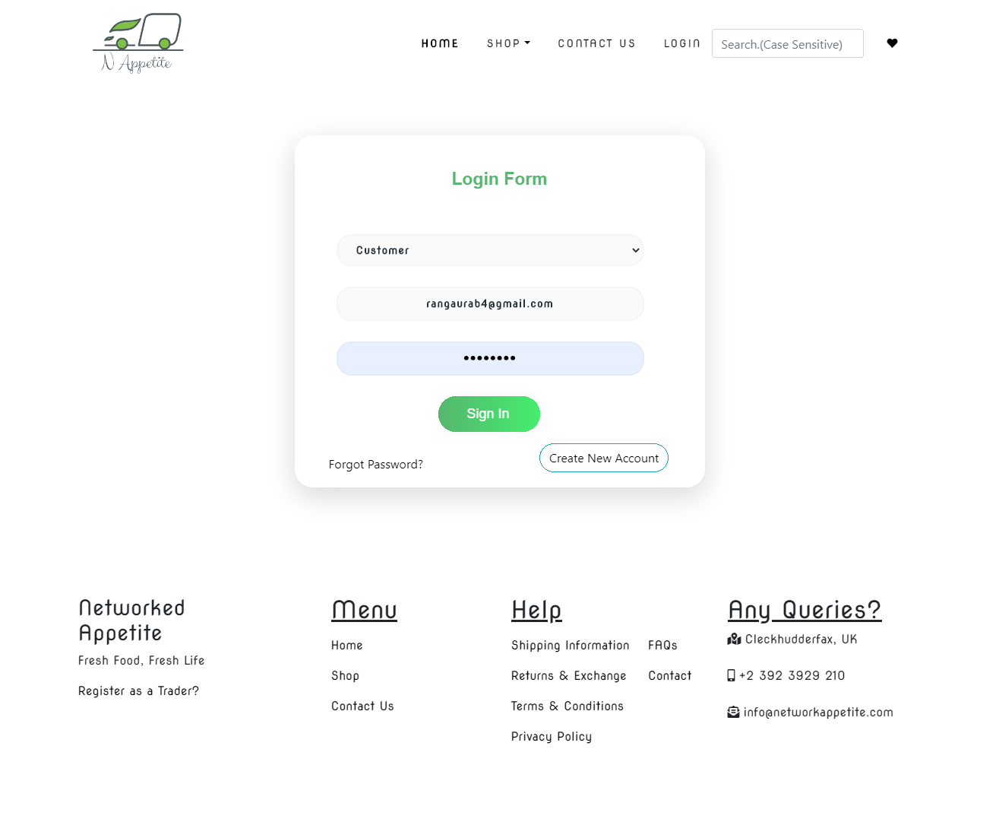 N Appetite
HOME SHOP CONTACT US LOGIN Search.(Case Sensitive)
Login Form
Customer
rangaurab4@gmail.com
••••••••
Sign In
Forgot Password?
Create New Account
Networked
Appetite
Fresh Food, Fresh Life
Register as a Trader?
Menu
Home
Shop
Contact Us
Help
Shipping Information FAQs
Returns & Exchange Contact
Terms & Conditions
Privacy Policy
Any Queries?
Cleckhudderfax, UK
+2 392 3929 210
info@networkappetite.com